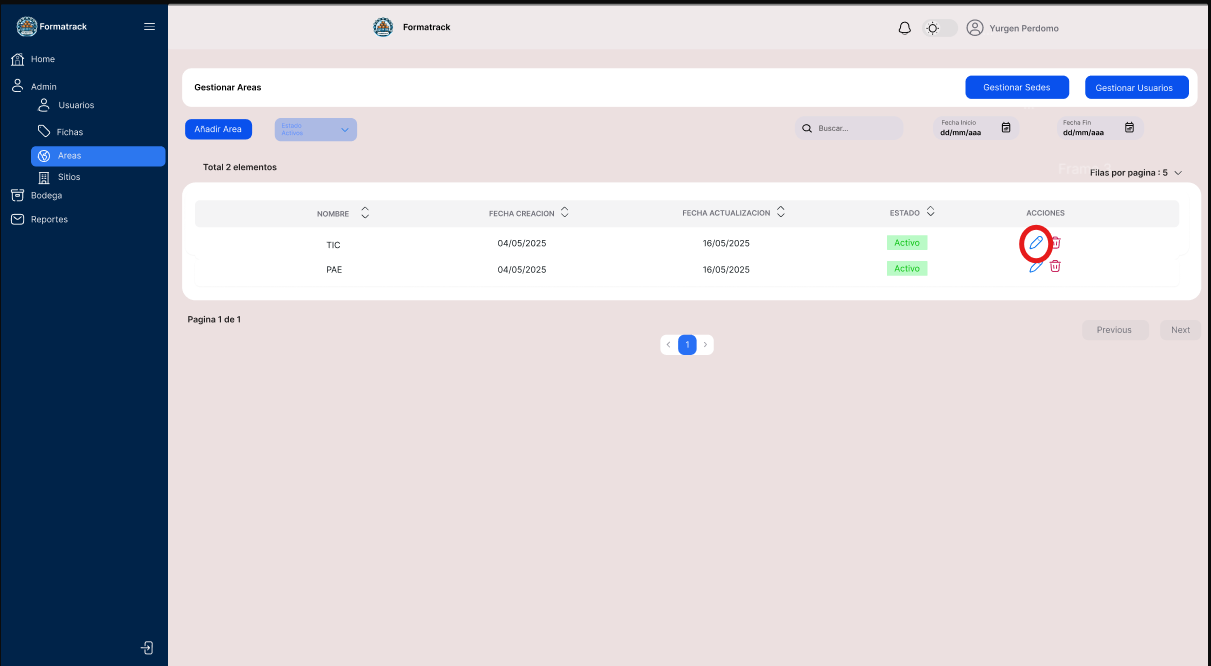 Formatrack
Formatrack
Yurgen Perdomo
Home
Admin
Usuarios
Fichas
Areas
Sitios
Bodega
Reportes
Gestionar Areas
Gestionar Sedes
Gestionar Usuarios
Añadir Area
Estado
Activos
Buscar...
Fecha Inicio
dd/mm/aaa
Fecha Fin
dd/mm/aaa
Total 2 elementos
Filas por pagina : 5
NOMBRE FECHA CREACION FECHA ACTUALIZACION ESTADO ACCIONES
TIC 04/05/2025 16/05/2025 Activo
PAE 04/05/2025 16/05/2025 Activo
Pagina 1 de 1
Previous Next
1